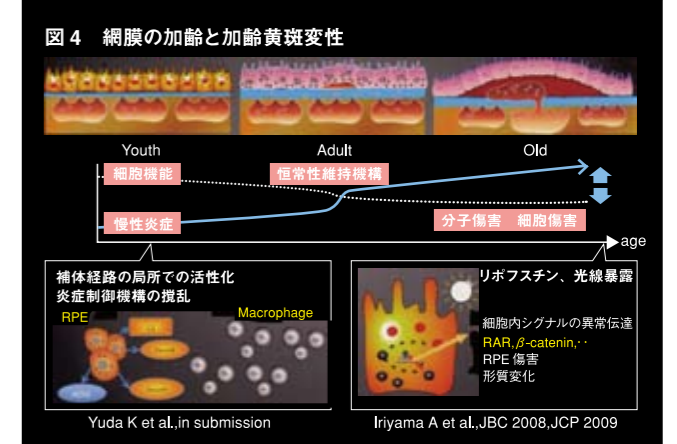 図4 網膜の加齢と加齢黄斑変性
Youth Adult Old
細胞機能 恒常性維持機構
慢性炎症 分子傷害 細胞傷害
age
補体経路の局所での活性化
炎症制御機構の撹乱
RPE Macrophage
リポフスチン、光線暴露
細胞内シグナルの異常伝達
RAR,β-catenin,‥
RPE 傷害
形質変化
Yuda K et al.,in submission
Iriyama A et al.,JBC 2008,JCP 2009